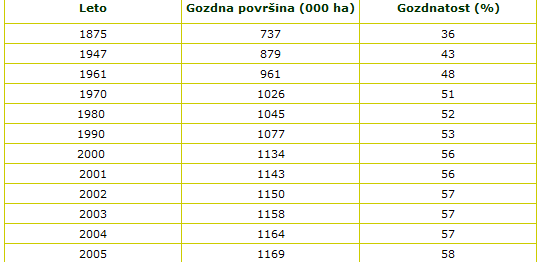 Leto Gozdna površina (000 ha) Gozdnatost (%)
1875 737 36
1947 879 43
1961 961 48
1970 1026 51
1980 1045 52
1990 1077 53
2000 1134 56
2001 1143 56
2002 1150 57
2003 1158 57
2004 1164 57
2005 1169 58